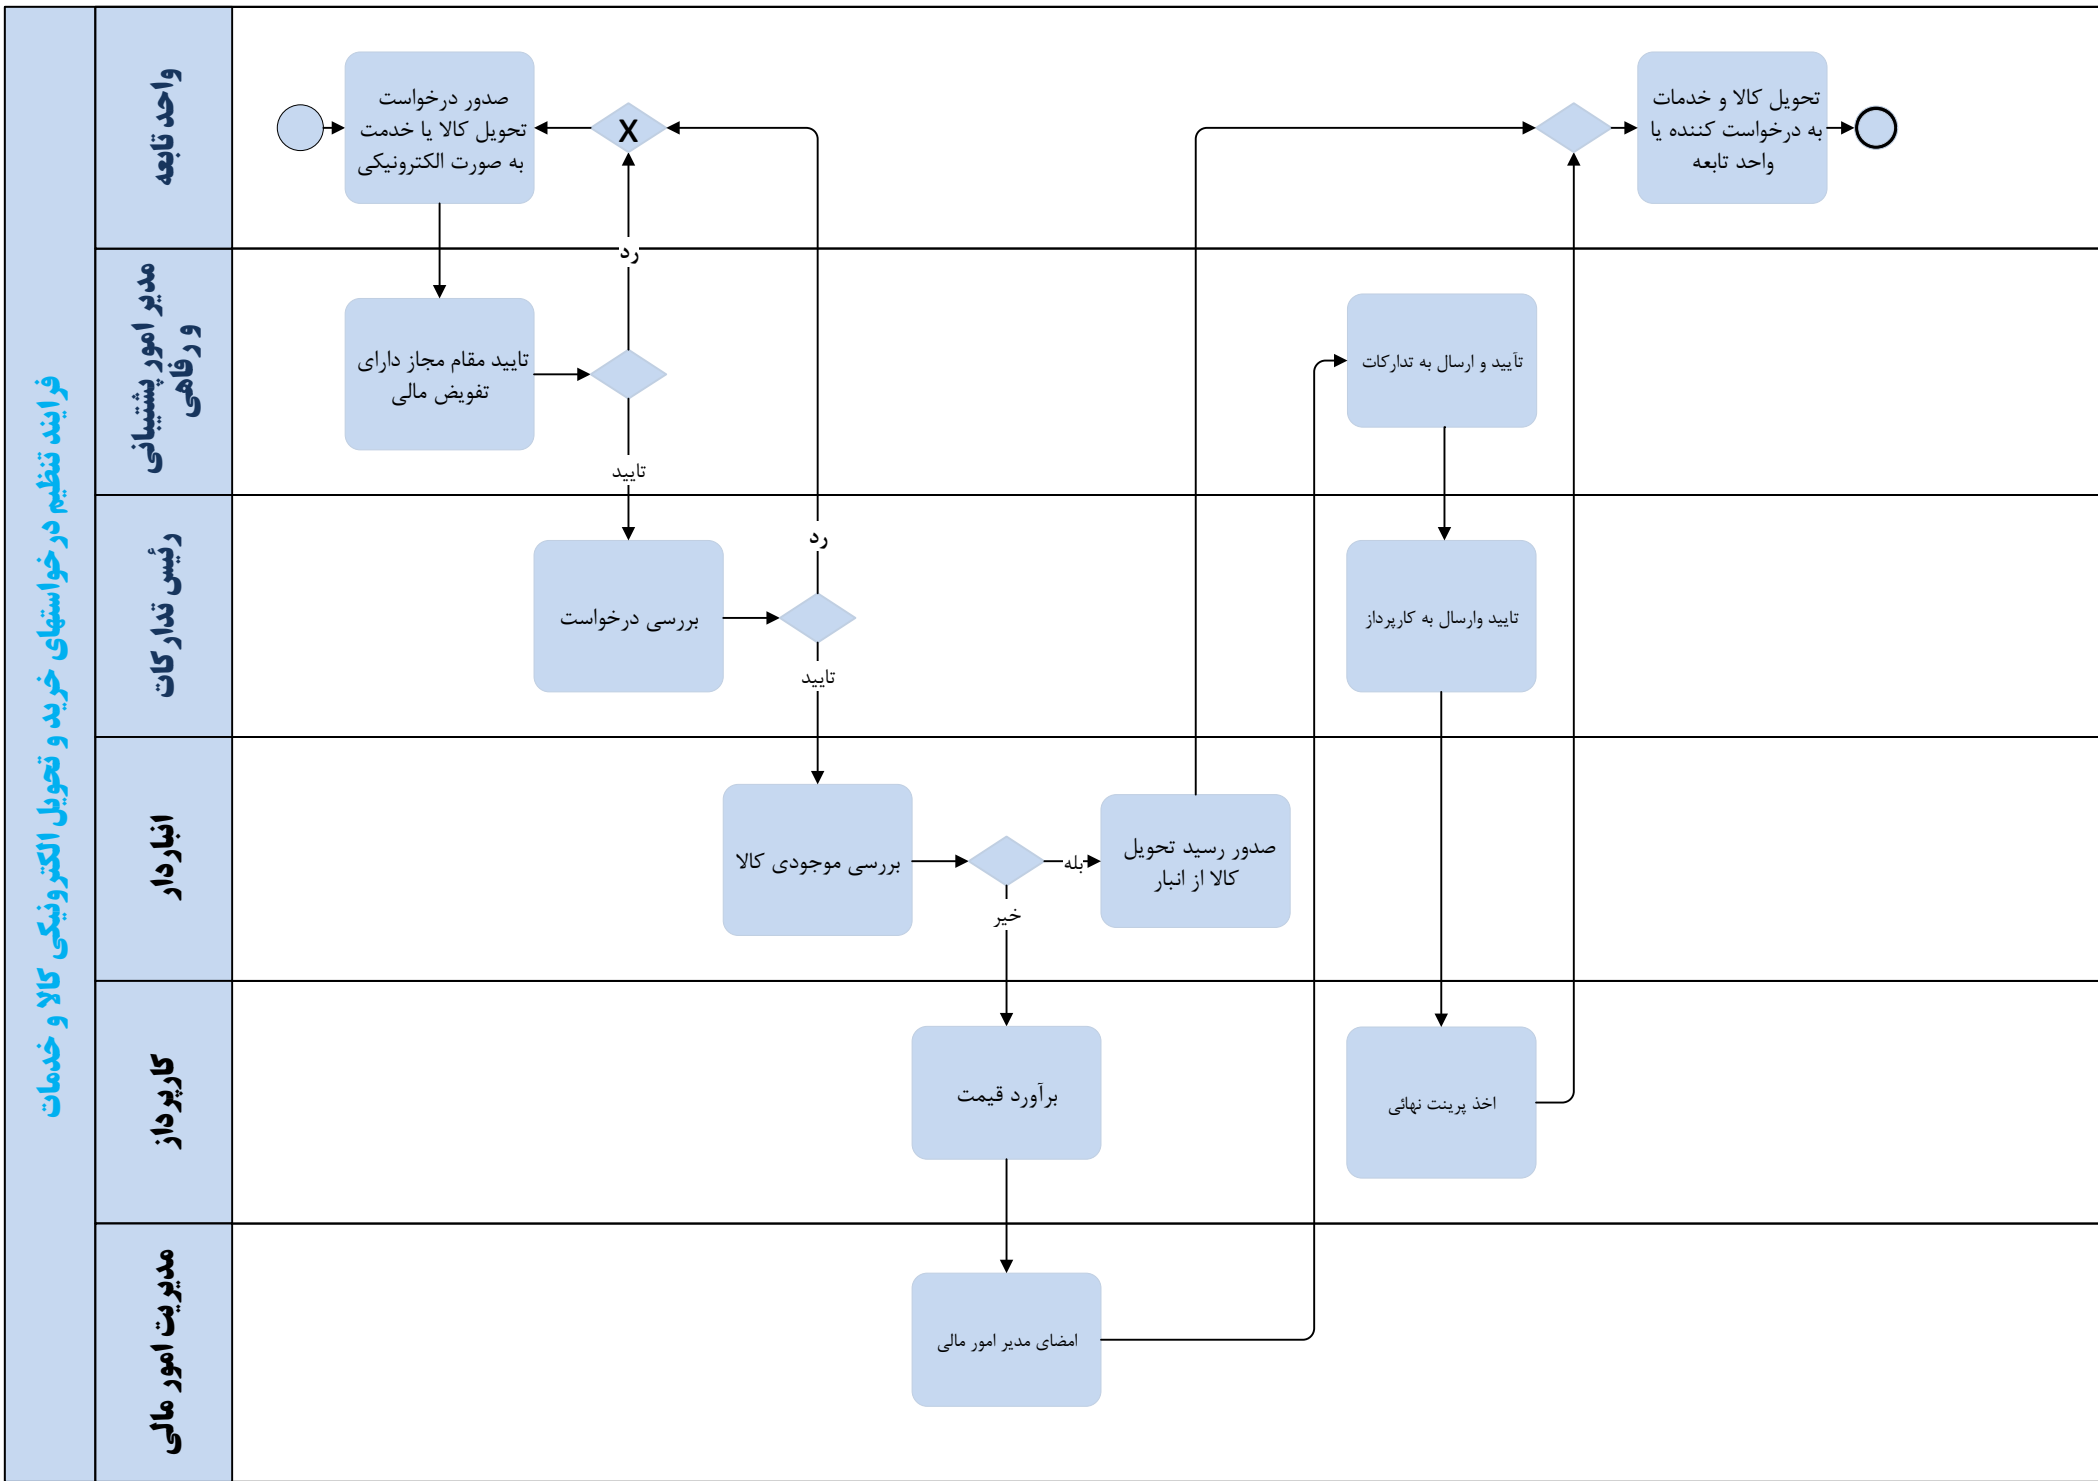 فرایند تنظیم درخواستهای خرید و تحویل الکترونیکی کالا و خدمات
واحد تابعه
صدور درخواست
تحویل کالا یا خدمت
به صورت الکترونیکی
X
تحویل کالا و خدمات
به درخواست کننده یا
واحد تابعه
رد
مدیر امور پشتیبانی
و رفاهی
تایید مقام مجاز دارای
تفویض مالی
تایید
تآیید و ارسال به تدارکات
رئیس تدارکات
بررسی درخواست
رد
تایید
تایید وارسال به کارپرداز
انباردار
بررسی موجودی کالا
بله
خیر
صدور رسید تحویل
کالا از انبار
کارپرداز
برآورد قیمت
اخذ پرینت نهائی
مدیریت امور مالی
امضای مدیر امور مالی